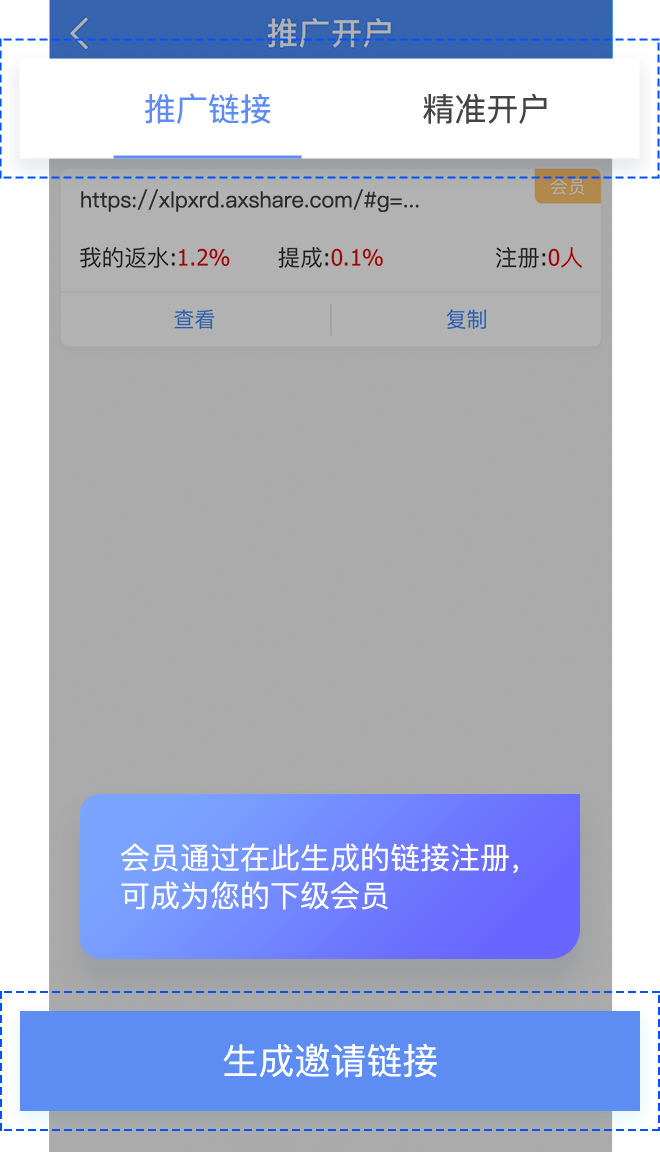 推广开户
推广链接 精准开户
会员
https://xlpxrd.axshare.com/#g=...
我的返水:1.2% 提成:0.1% 注册:0人
查看 复制
会员通过在此生成的链接注册,
可成为您的下级会员
生成邀请链接